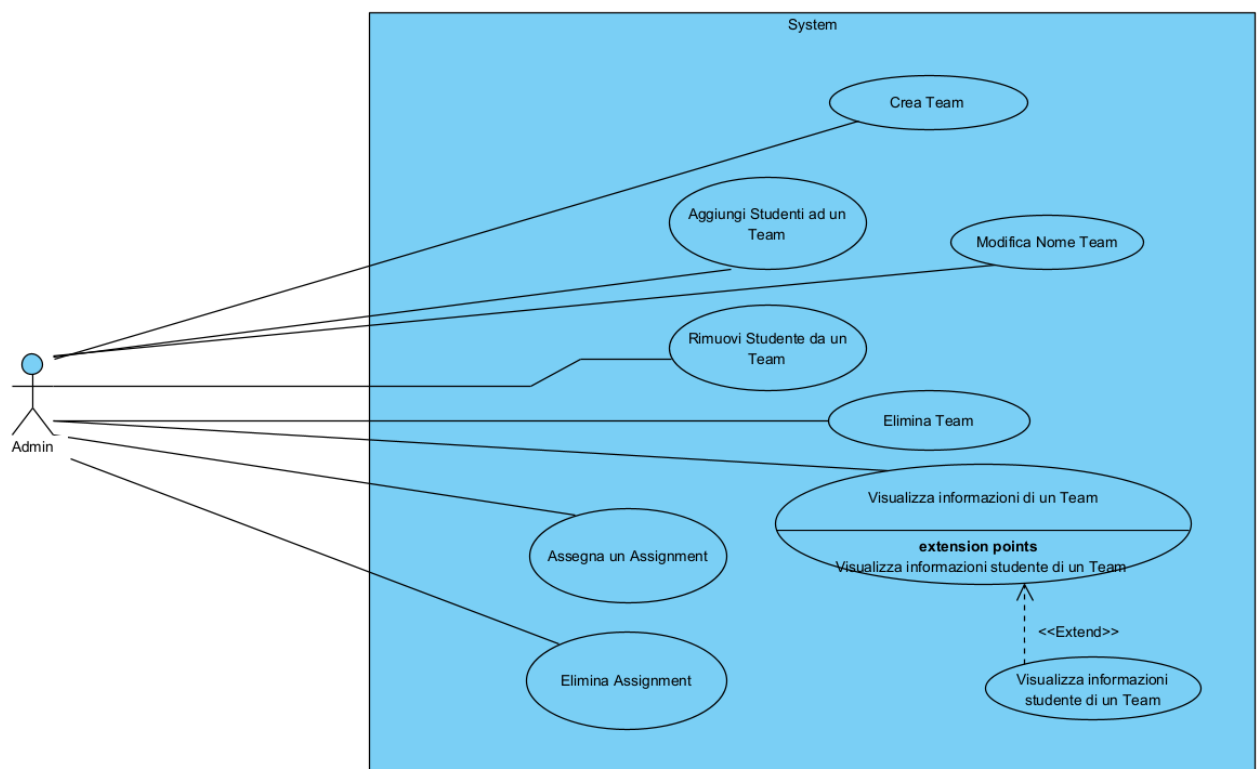 System
Crea Team
Aggiungi Studenti ad un
Team
Modifica Nome Team
Rimuovi Studente da un
Team
Admin
Elimina Team
Visualizza informazioni di un Team
extension points
Visualizza informazioni studente di un Team
Assegna un Assignment
<<Extend>>
Elimina Assignment
Visualizza informazioni
studente di un Team